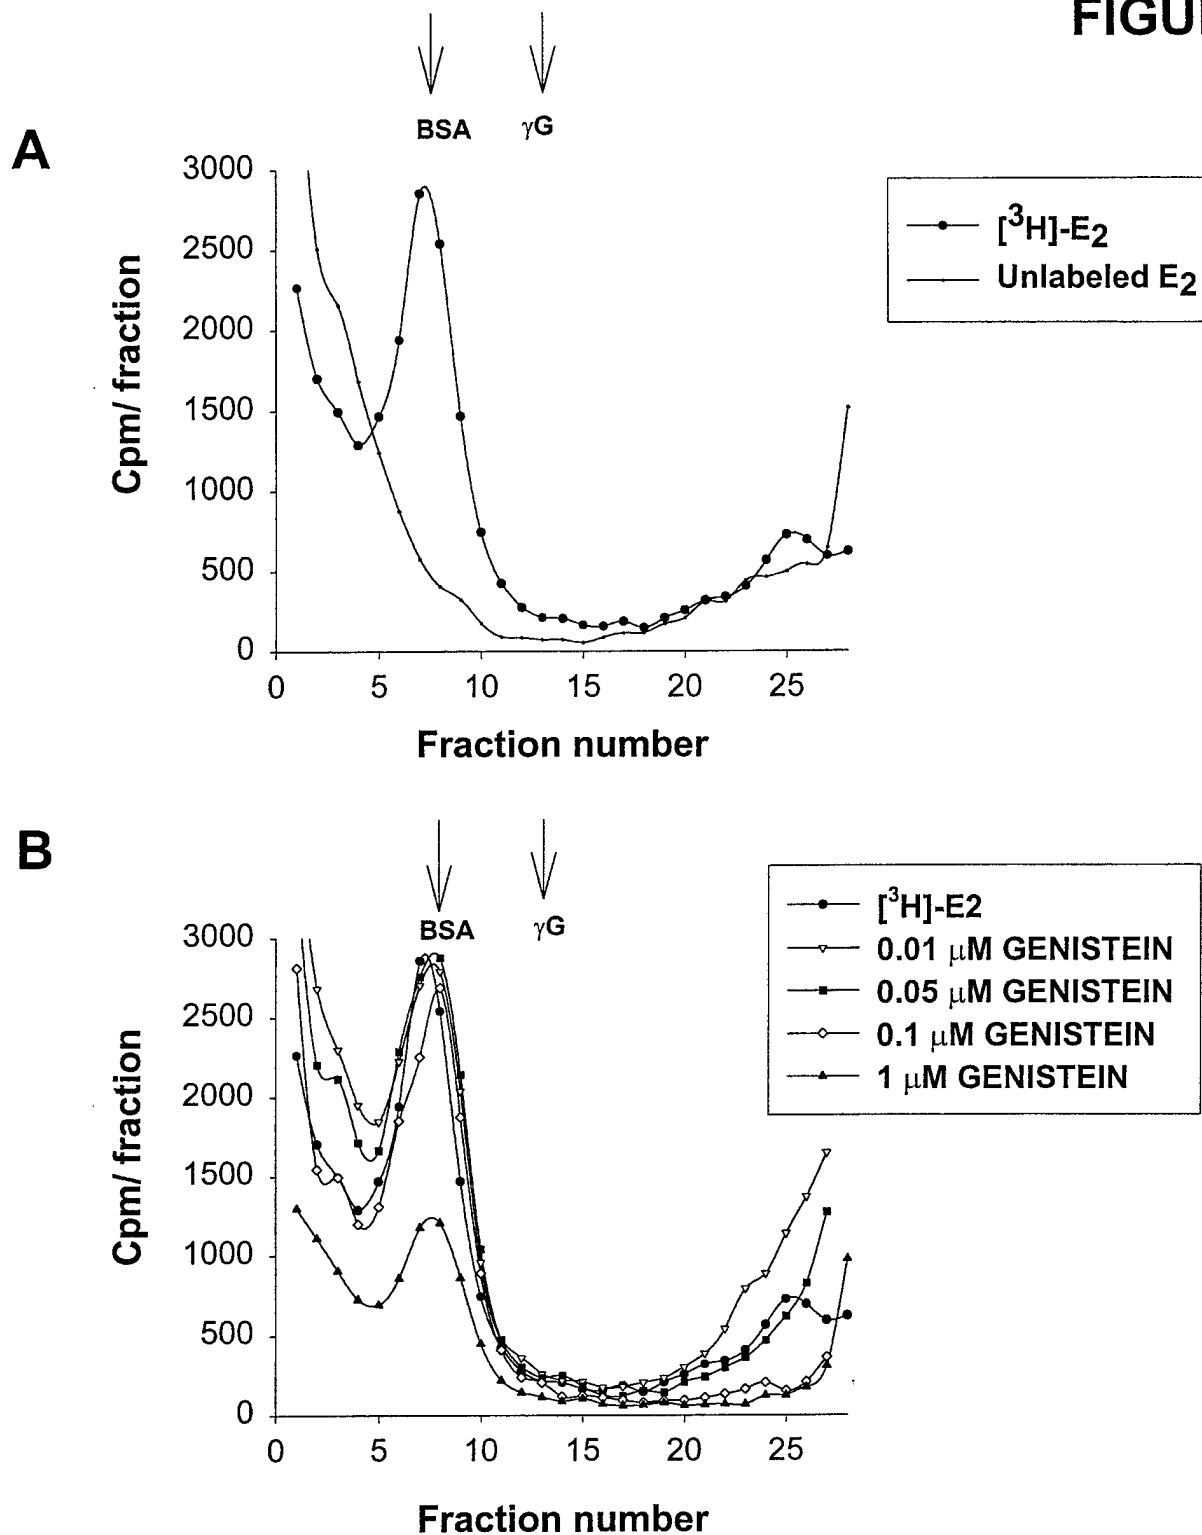 FIGU
BSA γG
A
3000
2500
2000
1500
1000
500
0
Cpm/ fraction
0 5 10 15 20 25
Fraction number
[³H]-E₂
Unlabeled E₂
B
BSA γG
3000
2500
2000
1500
1000
500
0
Cpm/ fraction
0 5 10 15 20 25
Fraction number
[³H]-E2
0.01 μM GENISTEIN
0.05 μM GENISTEIN
0.1 μM GENISTEIN
1 μM GENISTEIN